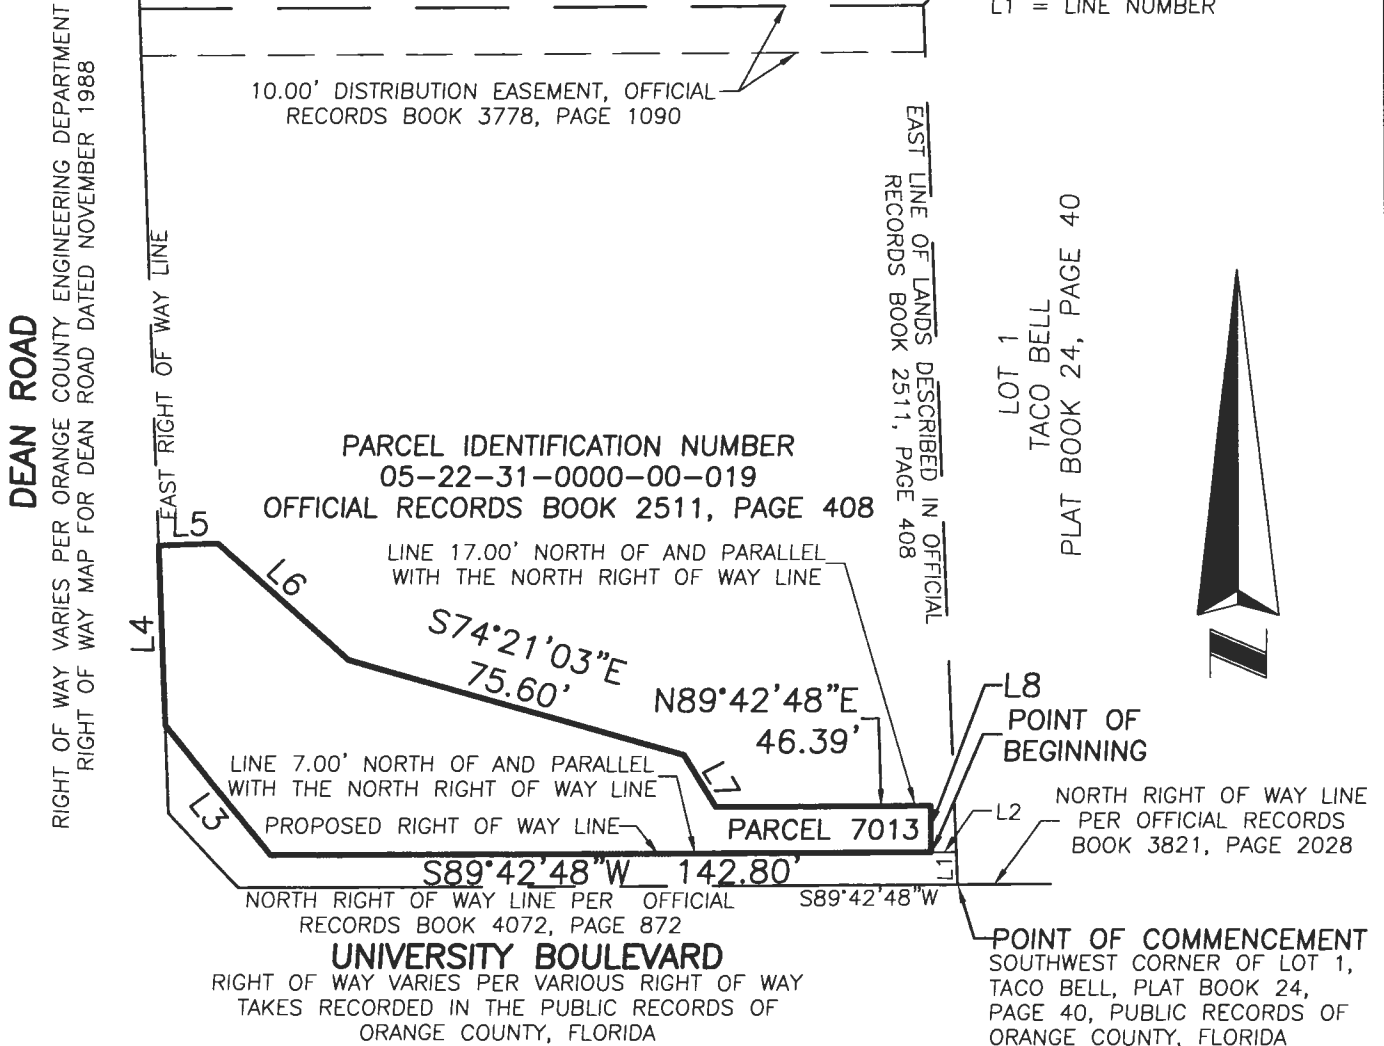 L1 = LINE NUMBER
10.00' DISTRIBUTION EASEMENT, OFFICIAL
RECORDS BOOK 3778, PAGE 1090
DEAN ROAD
RIGHT OF WAY VARIES PER ORANGE COUNTY ENGINEERING DEPARTMENT
RIGHT OF WAY MAP FOR DEAN ROAD DATED NOVEMBER 1988
EAST RIGHT OF WAY LINE
EAST LINE OF LANDS DESCRIBED IN OFFICIAL
RECORDS BOOK 2511, PAGE 408
LOT 1
TACO BELL
PLAT BOOK 24, PAGE 40
PARCEL IDENTIFICATION NUMBER
05-22-31-0000-00-019
OFFICIAL RECORDS BOOK 2511, PAGE 408
LINE 17.00' NORTH OF AND PARALLEL
WITH THE NORTH RIGHT OF WAY LINE
L5
L6
L4
S74°21'03"E
75.60'
N89°42'48"E
46.39'
L8
POINT OF
BEGINNING
L7
LINE 7.00' NORTH OF AND PARALLEL
WITH THE NORTH RIGHT OF WAY LINE
L3
PROPOSED RIGHT OF WAY LINE
PARCEL 7013
L2
L1
NORTH RIGHT OF WAY LINE
PER OFFICIAL RECORDS
BOOK 3821, PAGE 2028
S89°42'48"W 142.80'
S89°42'48"W
NORTH RIGHT OF WAY LINE PER OFFICIAL
RECORDS BOOK 4072, PAGE 872
UNIVERSITY BOULEVARD
RIGHT OF WAY VARIES PER VARIOUS RIGHT OF WAY
TAKES RECORDED IN THE PUBLIC RECORDS OF
ORANGE COUNTY, FLORIDA
POINT OF COMMENCEMENT
SOUTHWEST CORNER OF LOT 1,
TACO BELL, PLAT BOOK 24,
PAGE 40, PUBLIC RECORDS OF
ORANGE COUNTY, FLORIDA